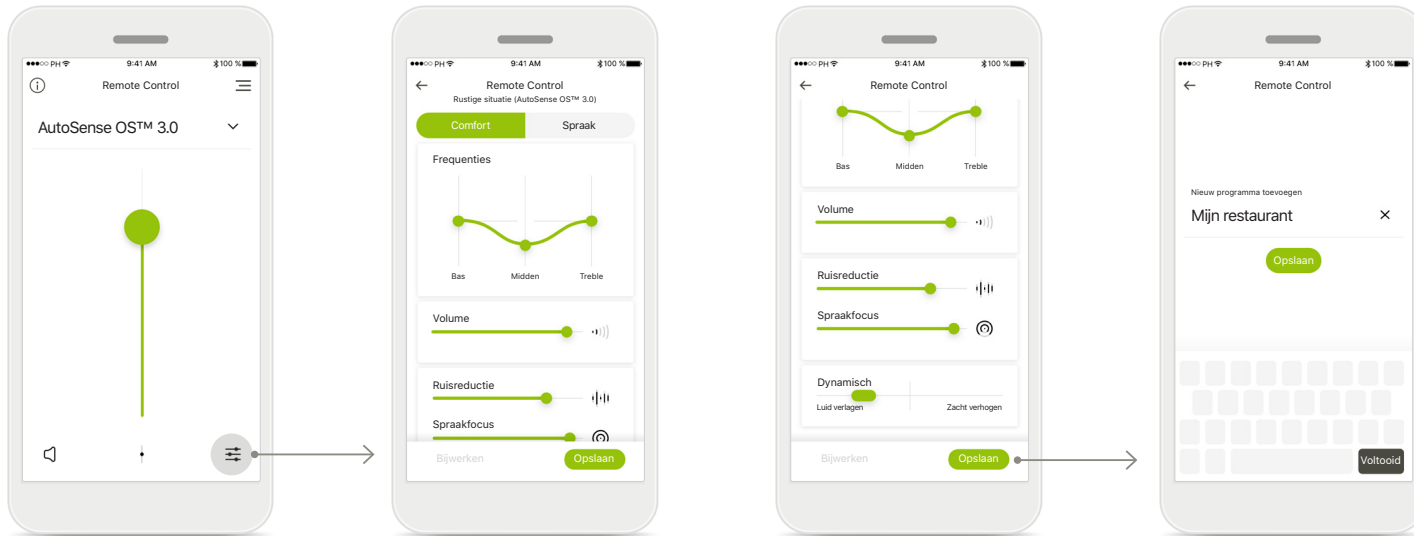 ●●●○○ PH 9:41 AM 100 %
Remote Control
AutoSense OS™ 3.0
●●●○○ PH 9:41 AM 100 %
Remote Control
Rustige situatie (AutoSense OS™ 3.0)
Comfort Spraak
Frequenties
Bas Midden Treble
Volume
Ruisreductie
Spraakfocus
Bijwerken Opslaan
●●●○○ PH 9:41 AM 100 %
Remote Control
Bas Midden Treble
Volume
Ruisreductie
Spraakfocus
Dynamisch
Luid verlagen Zacht verhogen
Bijwerken Opslaan
●●●○○ PH 9:41 AM 100 %
Remote Control
Nieuw programma toevoegen
Mijn restaurant
Opslaan
Voltooid